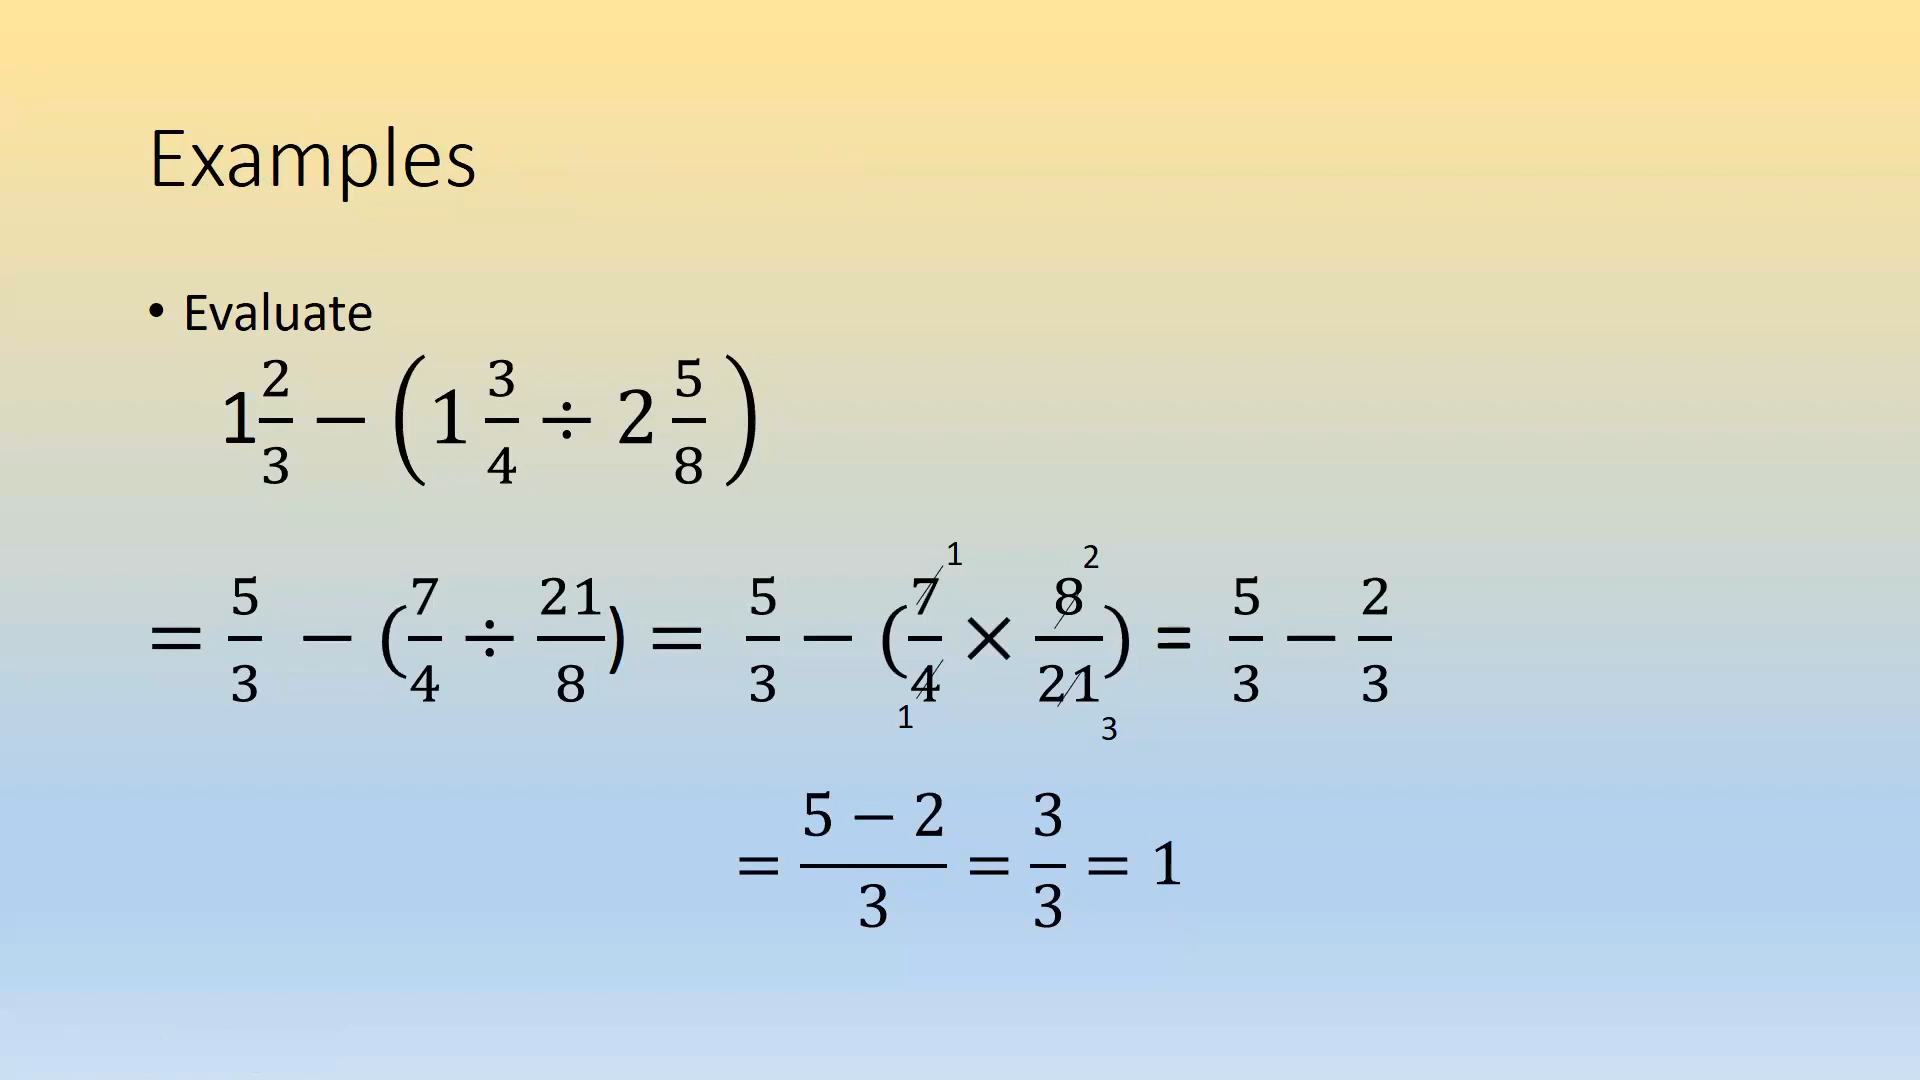 Examples
• Evaluate
1 2/3 − (1 3/4 ÷ 2 5/8)
= 5/3 − (7/4 ÷ 21/8) = 5/3 − (7/4 × 8/21) = 5/3 − 2/3
1 2
1 3
= (5 − 2)/3 = 3/3 = 1